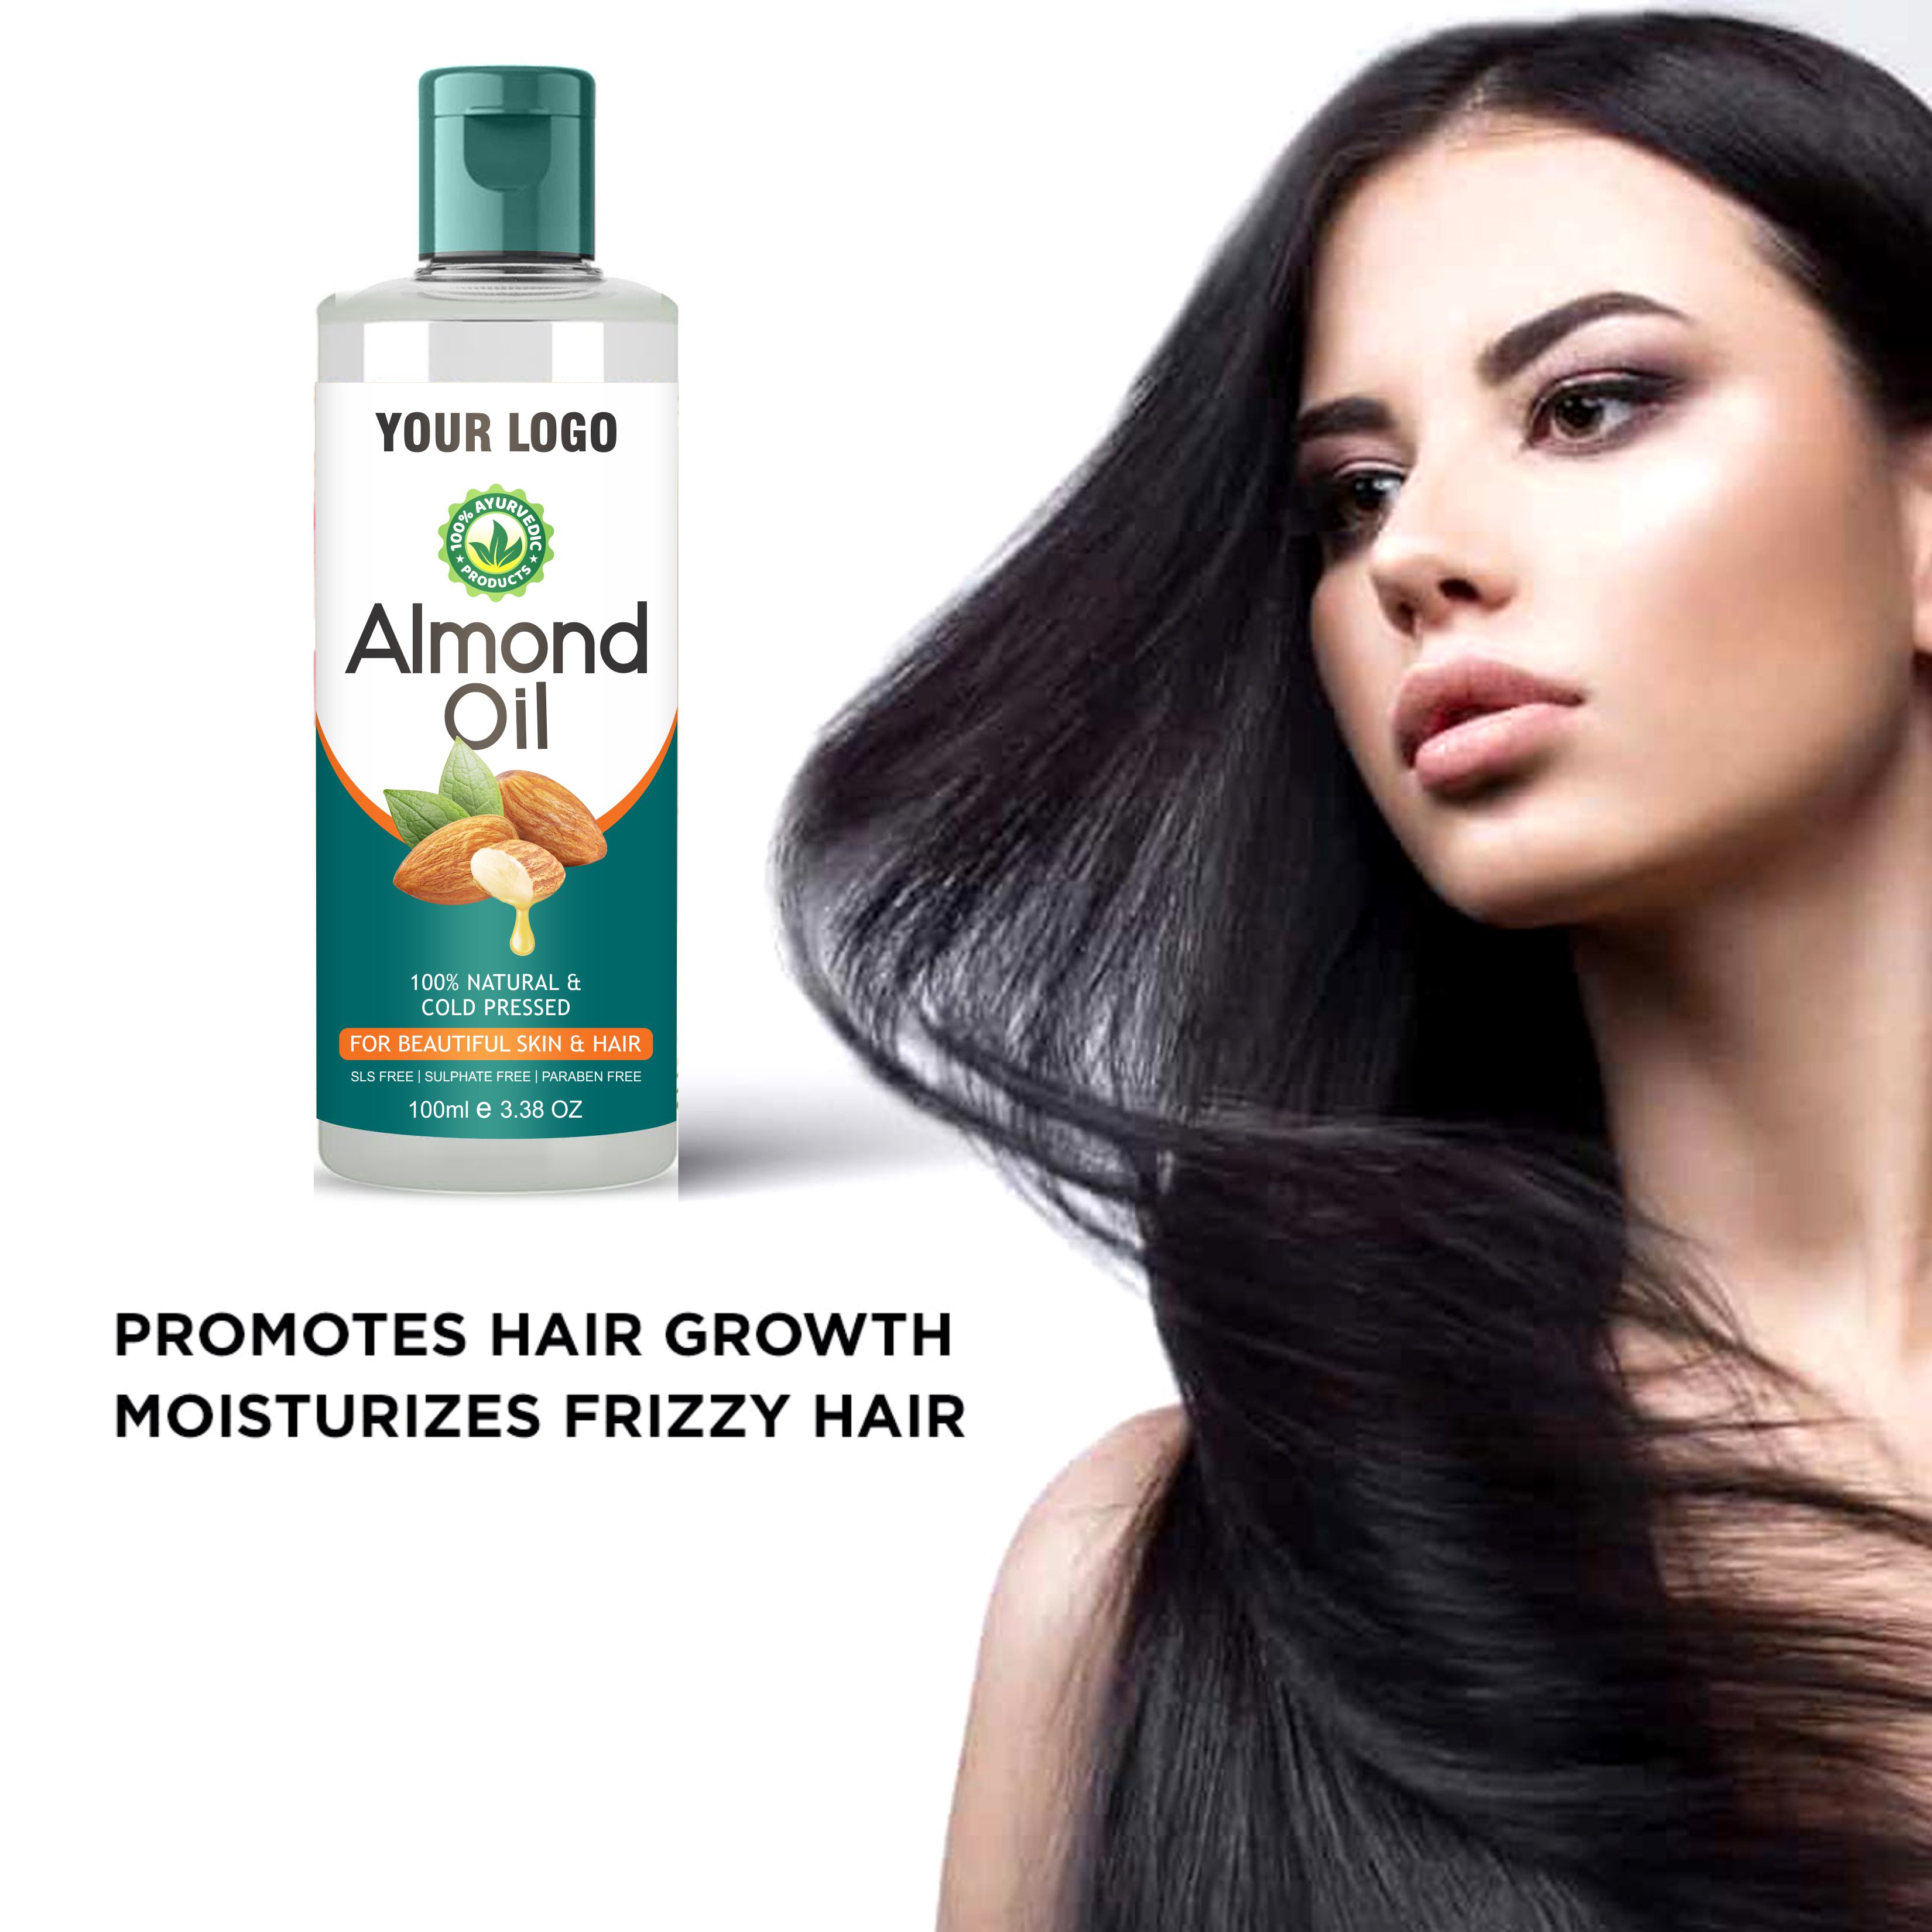 YOUR LOGO
100% AYURVEDIC
★ PRODUCTS ★
Almond
Oil
100% NATURAL &
COLD PRESSED
FOR BEAUTIFUL SKIN & HAIR
SLS FREE | SULPHATE FREE | PARABEN FREE
100ml e 3.38 OZ
PROMOTES HAIR GROWTH
MOISTURIZES FRIZZY HAIR